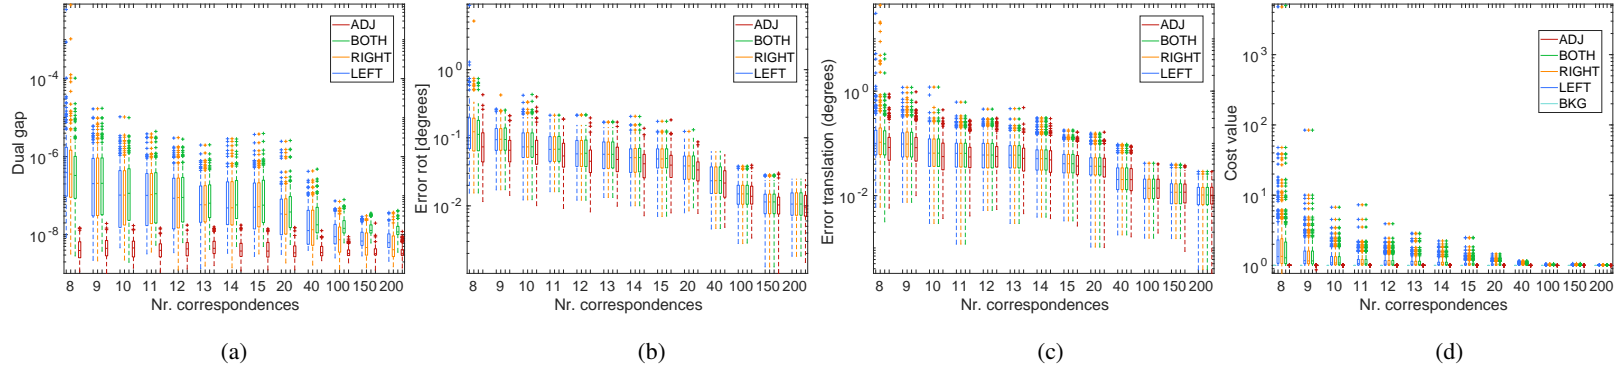 Dual gap
10^-4
10^-6
10^-8
ADJ
BOTH
RIGHT
LEFT
8 9 10 11 12 13 14 15 20 40 100 150 200
Nr. correspondences
(a)
Error rot [degrees]
10^0
10^-1
10^-2
ADJ
BOTH
RIGHT
LEFT
8 9 10 11 12 13 14 15 20 40 100 150 200
Nr. correspondences
(b)
Error translation (degrees)
10^0
10^-2
ADJ
BOTH
RIGHT
LEFT
8 9 10 11 12 13 14 15 20 40 100 150 200
Nr. correspondences
(c)
Cost value
10^3
10^2
10^1
10^0
ADJ
BOTH
RIGHT
LEFT
BKG
8 9 10 11 12 13 14 15 20 40 100 150 200
Nr. correspondences
(d)